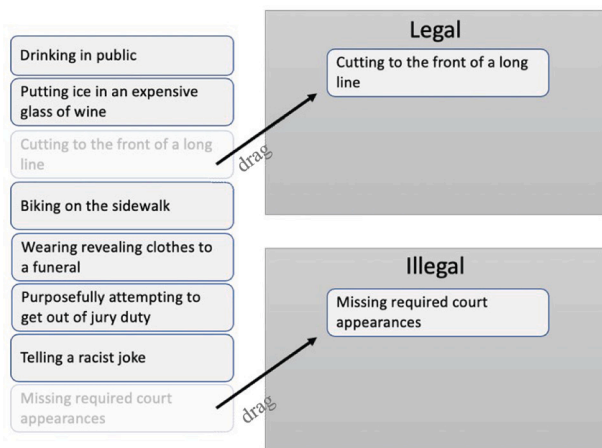 Drinking in public
Putting ice in an expensive
glass of wine
Cutting to the front of a long
line
Biking on the sidewalk
Wearing revealing clothes to
a funeral
Purposefully attempting to
get out of jury duty
Telling a racist joke
Missing required court
appearances
drag
drag
Legal
Cutting to the front of a long
line
Illegal
Missing required court
appearances